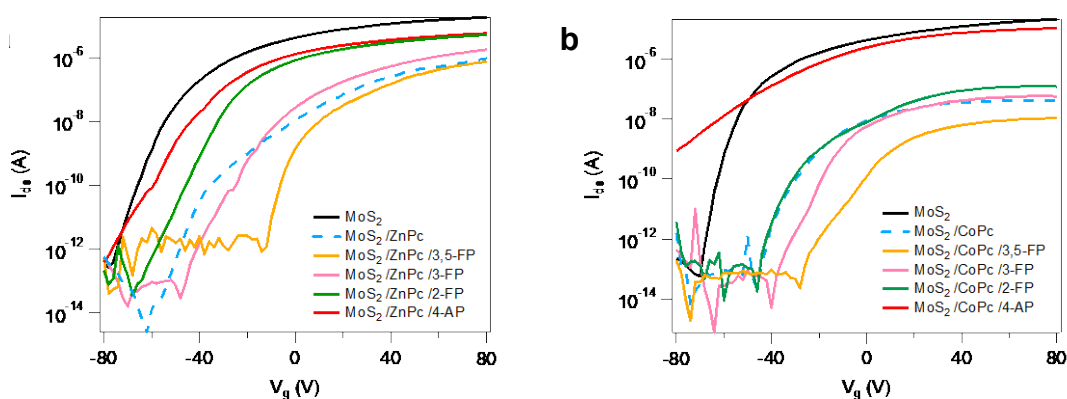 b
10⁻⁶
10⁻⁸
10⁻¹⁰
10⁻¹²
10⁻¹⁴
I_ds (A)
MoS₂
MoS₂ /ZnPc
MoS₂ /ZnPc /3,5-FP
MoS₂ /ZnPc /3-FP
MoS₂ /ZnPc /2-FP
MoS₂ /ZnPc /4-AP
-80 -40 0 40 80
V_g (V)
10⁻⁶
10⁻⁸
10⁻¹⁰
10⁻¹²
10⁻¹⁴
I_ds (A)
MoS₂
MoS₂ /CoPc
MoS₂ /CoPc /3,5-FP
MoS₂ /CoPc /3-FP
MoS₂ /CoPc /2-FP
MoS₂ /CoPc /4-AP
-80 -40 0 40 80
V_g (V)